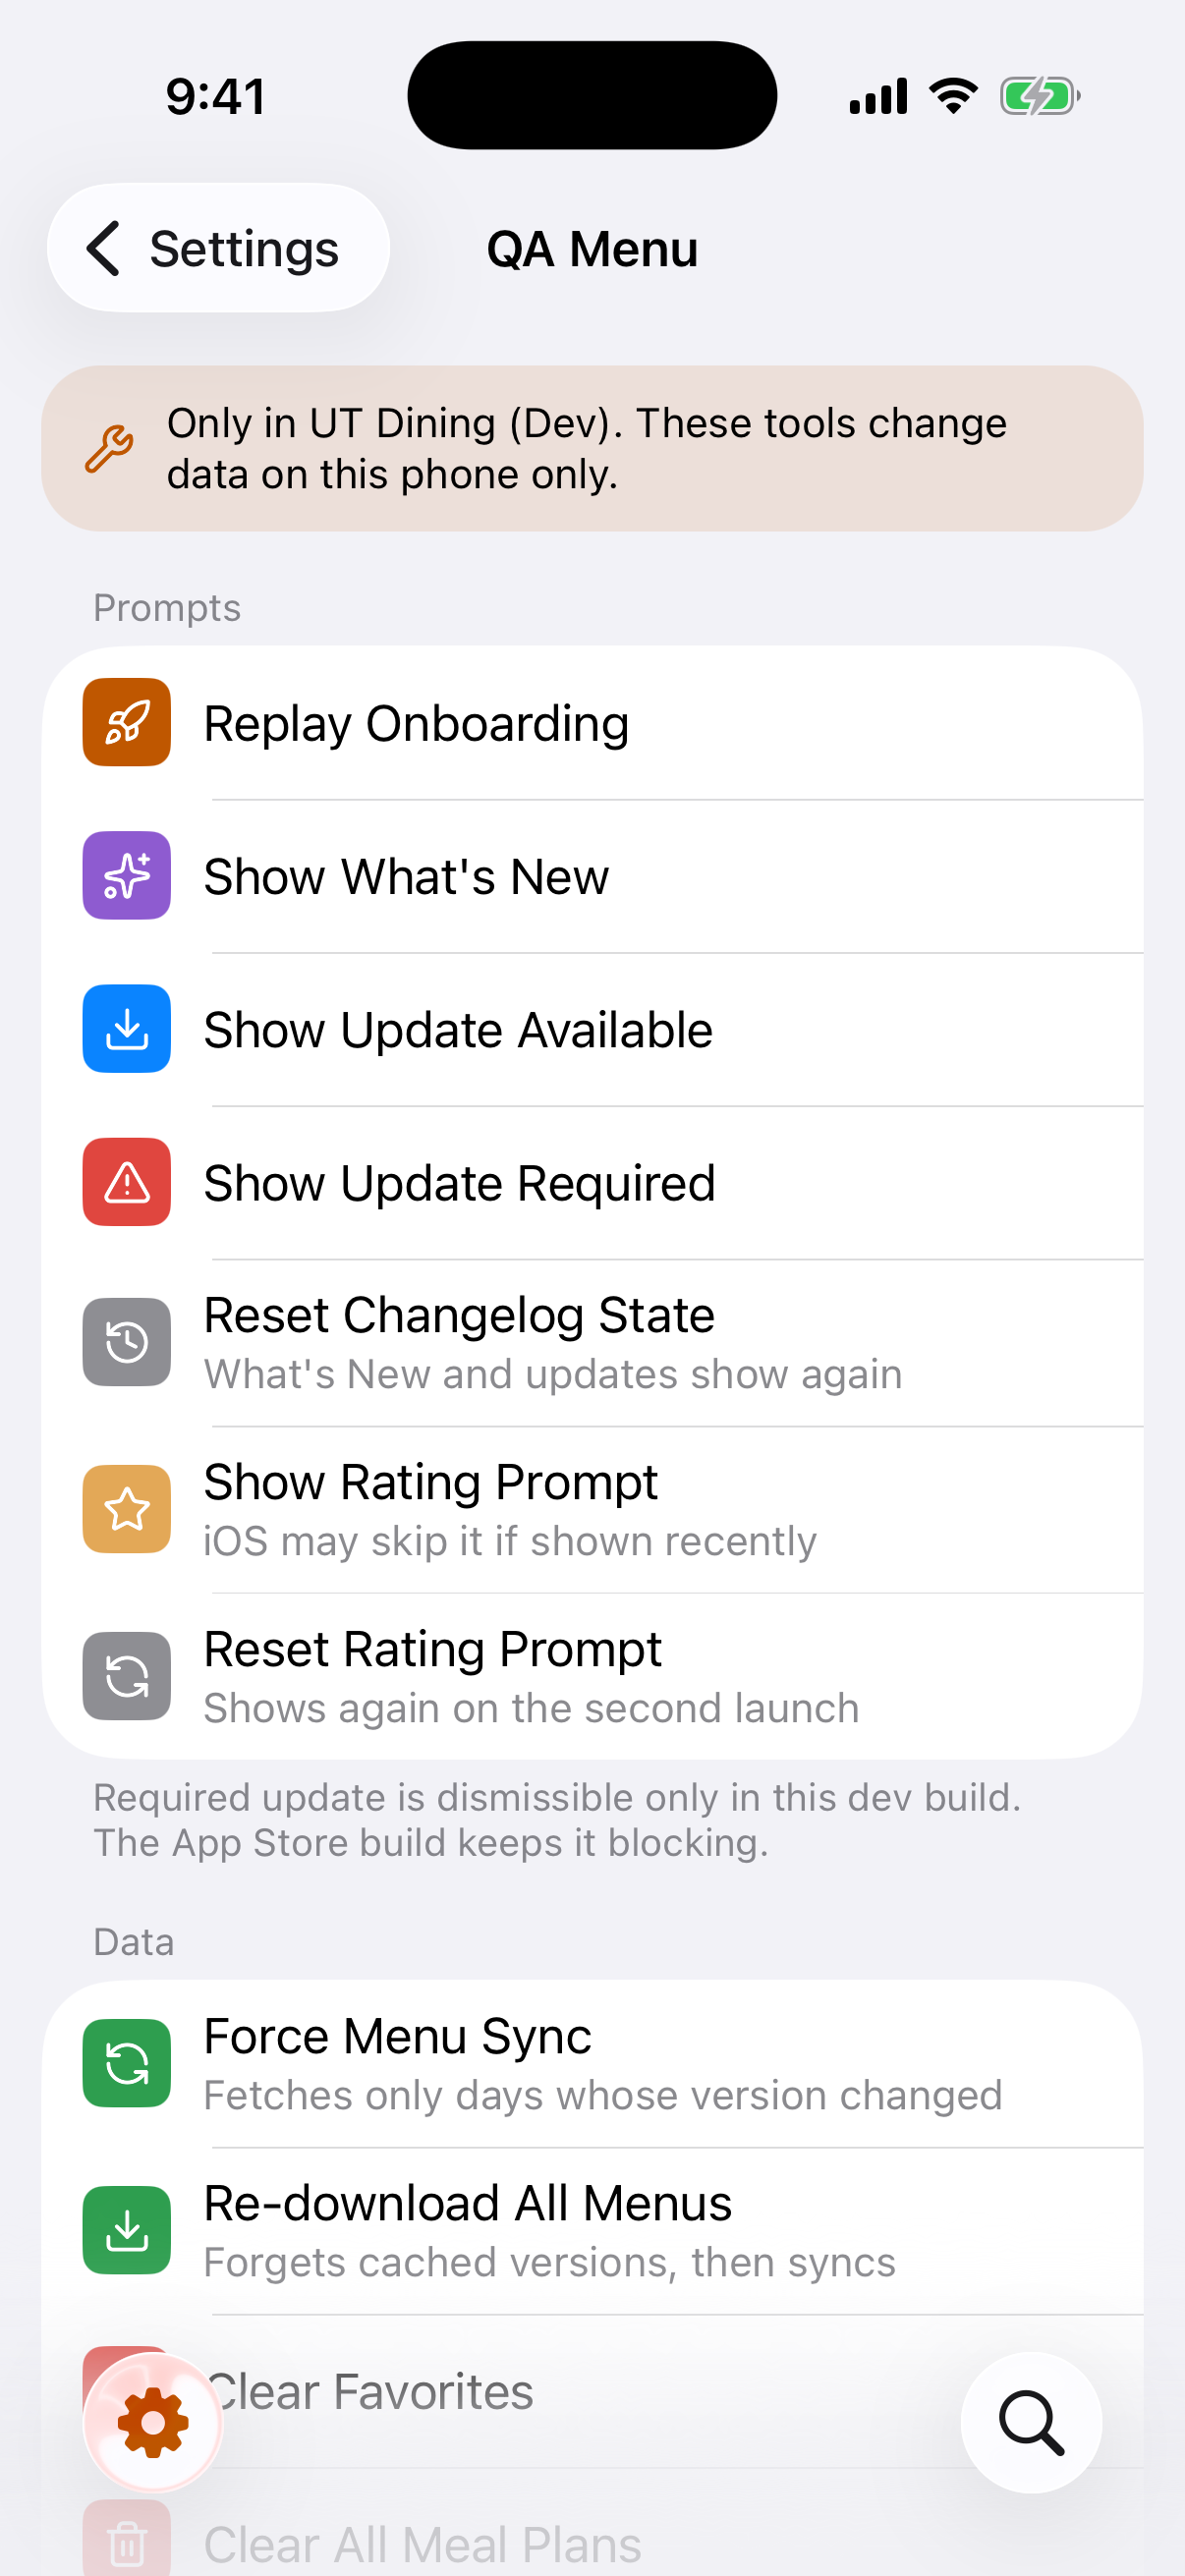 9:41
Settings
QA Menu
Only in UT Dining (Dev). These tools change
data on this phone only.
Prompts
Replay Onboarding
Show What's New
Show Update Available
Show Update Required
Reset Changelog State
What's New and updates show again
Show Rating Prompt
iOS may skip it if shown recently
Reset Rating Prompt
Shows again on the second launch
Required update is dismissible only in this dev build.
The App Store build keeps it blocking.
Data
Force Menu Sync
Fetches only days whose version changed
Re-download All Menus
Forgets cached versions, then syncs
Clear Favorites
Clear All Meal Plans